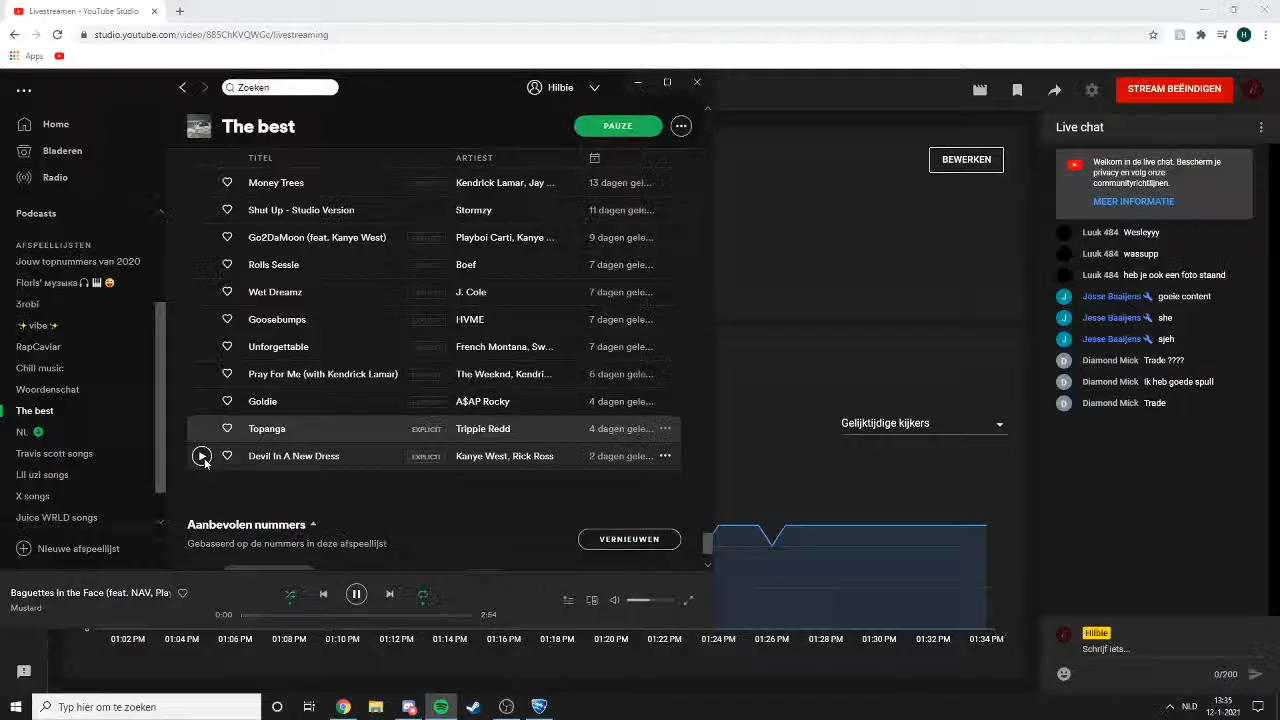 Livestreamen - YouTube Studio
studio.youtube.com/video/885ChKVQWGc/livestreaming
H
Apps
Zoeken
Hilbie
STREAM BEËINDIGEN
Home
Bladeren
Radio
Podcasts
AFSPEELLIJSTEN
Jouw topnummers van 2020
Floris' музыка🎧 🎹 😜
3robi
✨ vibe ✨
RapCaviar
Chill music
Woordenschat
The best
NL
Travis scott songs
Lil uzi songs
X songs
Juice WRLD songs
Nieuwe afspeellijst
The best
PAUZE
TITEL ARTIEST
Money Trees Kendrick Lamar, Jay ... 13 dagen gel...
Shut Up - Studio Version Stormzy 11 dagen gele...
Go2DaMoon (feat. Kanye West) EXPLICIT Playboi Carti, Kanye ... 9 dagen gele...
Rolls Sessie Boef 7 dagen gele...
Wet Dreamz J. Cole 7 dagen gele...
Goosebumps HVME 7 dagen gele...
Unforgettable EXPLICIT French Montana, Sw... 7 dagen gele...
Pray For Me (with Kendrick Lamar) EXPLICIT The Weeknd, Kendri... 6 dagen gele...
Goldie EXPLICIT A$AP Rocky 4 dagen gele...
Topanga EXPLICIT Trippie Redd 4 dagen gele...
Devil In A New Dress EXPLICIT Kanye West, Rick Ross 2 dagen gele...
Aanbevolen nummers
Gebaseerd op de nummers in deze afspeellijst
VERNIEUWEN
Baguettes in the Face (feat. NAV, Pla
Mustard
0:00 2:54
BEWERKEN
Gelijktijdige kijkers
01:02 PM 01:04 PM 01:06 PM 01:08 PM 01:10 PM 01:12 PM 01:14 PM 01:16 PM 01:18 PM 01:20 PM 01:22 PM 01:24 PM 01:26 PM 01:28 PM 01:30 PM 01:32 PM 01:34 PM
Live chat
Welkom in de live chat. Bescherm je
privacy en volg onze
communityrichtlijnen.
MEER INFORMATIE
Luuk 484 Wesleyyy
Luuk 484 wassupp
Luuk 484 heb je ook een foto staand
J Jesse Baaijens goeie content
J Jesse Baaijens she
J Jesse Baaijens sjeh
D Diamond Mick Trade ????
D Diamond Mick Ik heb goede spull
D Diamond Mick Trade
Hilbie
Schrijf iets...
0/200
Typ hier om te zoeken
NLD
13:35
12-1-2021